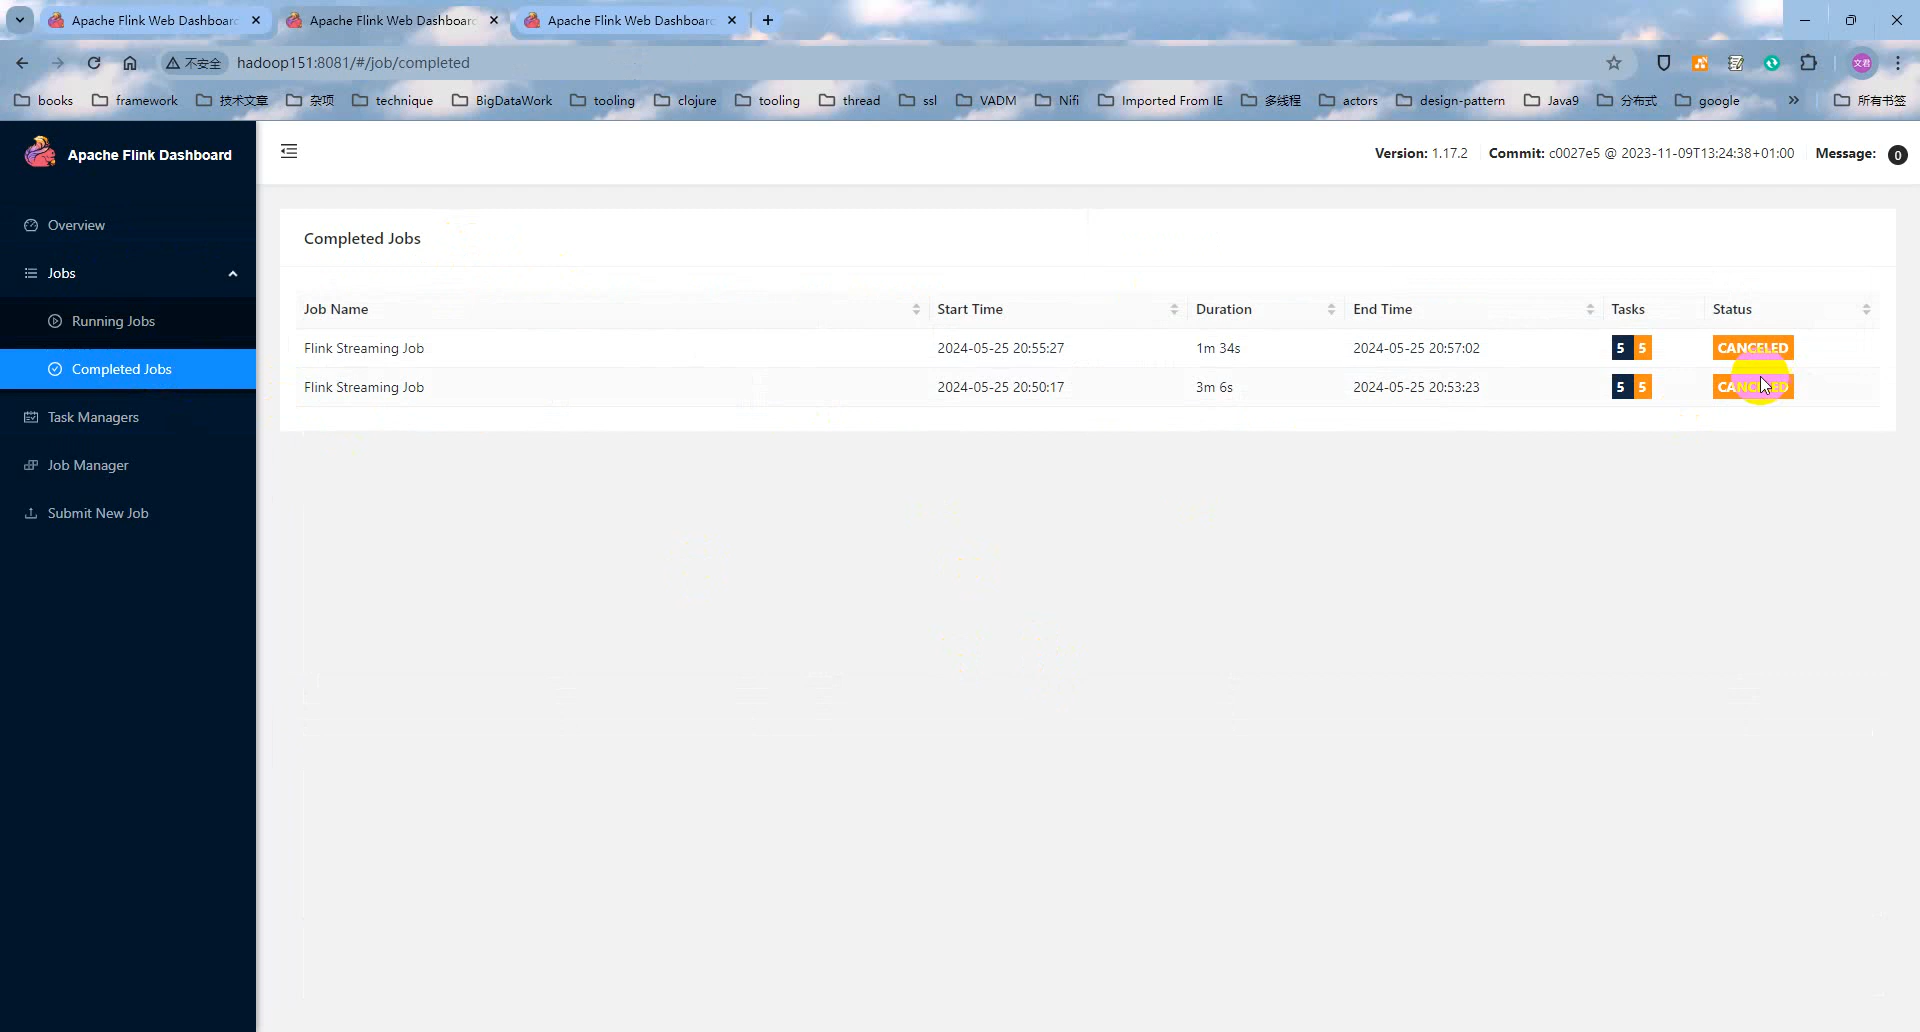 Apache Flink Web Dashboard Apache Flink Web Dashboard Apache Flink Web Dashboard
不安全 hadoop151:8081/#/job/completed 文君
books framework 技术文章 杂项 technique BigDataWork tooling clojure tooling thread ssl VADM Nifi Imported From IE 多线程 actors design-pattern Java9 分布式 google 所有书签
Apache Flink Dashboard
Version: 1.17.2 Commit: c0027e5 @ 2023-11-09T13:24:38+01:00 Message: 0
Overview
Jobs
Running Jobs
Completed Jobs
Task Managers
Job Manager
Submit New Job
Completed Jobs
Job Name Start Time Duration End Time Tasks Status
Flink Streaming Job 2024-05-25 20:55:27 1m 34s 2024-05-25 20:57:02 5 5 CANCELED
Flink Streaming Job 2024-05-25 20:50:17 3m 6s 2024-05-25 20:53:23 5 5 CANCELED